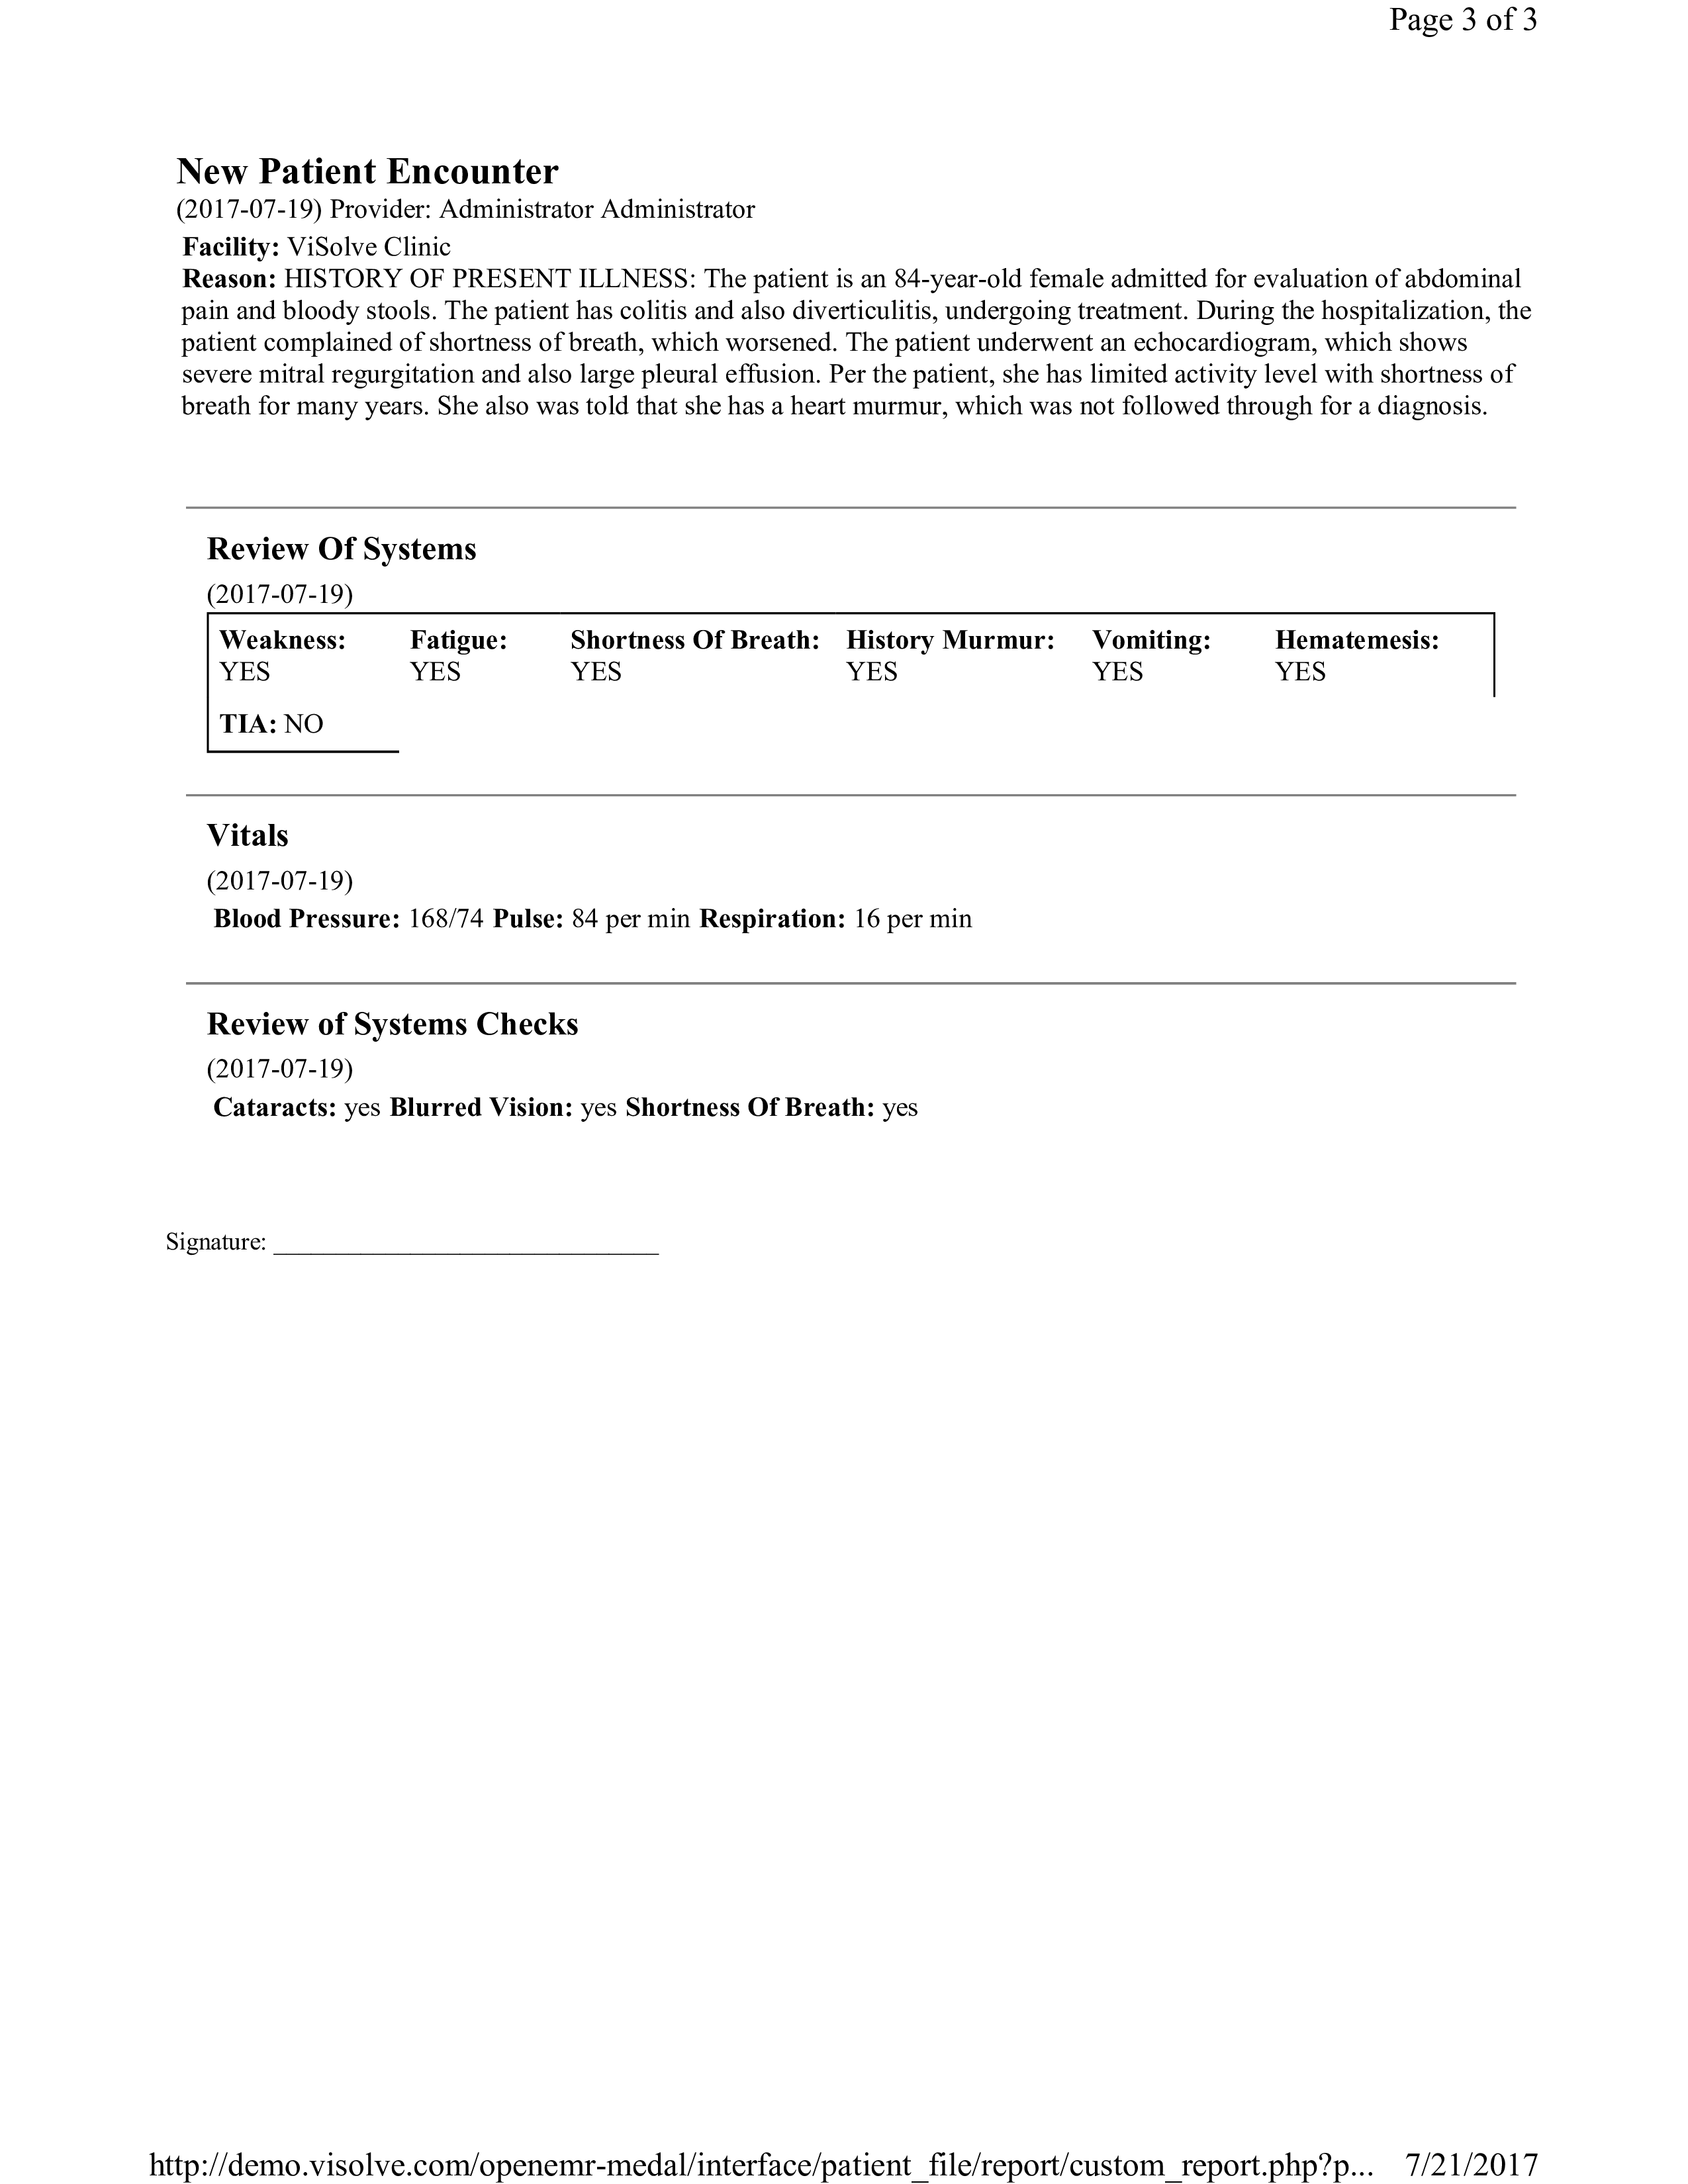 Page 3 of 3
New Patient Encounter
(2017-07-19) Provider: Administrator Administrator
Facility: ViSolve Clinic
Reason: HISTORY OF PRESENT ILLNESS: The patient is an 84-year-old female admitted for evaluation of abdominal
pain and bloody stools. The patient has colitis and also diverticulitis, undergoing treatment. During the hospitalization, the
patient complained of shortness of breath, which worsened. The patient underwent an echocardiogram, which shows
severe mitral regurgitation and also large pleural effusion. Per the patient, she has limited activity level with shortness of
breath for many years. She also was told that she has a heart murmur, which was not followed through for a diagnosis.
Review Of Systems
(2017-07-19)
Weakness: Fatigue: Shortness Of Breath: History Murmur: Vomiting: Hematemesis:
YES YES YES YES YES YES
TIA: NO
Vitals
(2017-07-19)
Blood Pressure: 168/74 Pulse: 84 per min Respiration: 16 per min
Review of Systems Checks
(2017-07-19)
Cataracts: yes Blurred Vision: yes Shortness Of Breath: yes
Signature: ______________________________
http://demo.visolve.com/openemr-medal/interface/patient_file/report/custom_report.php?p... 7/21/2017